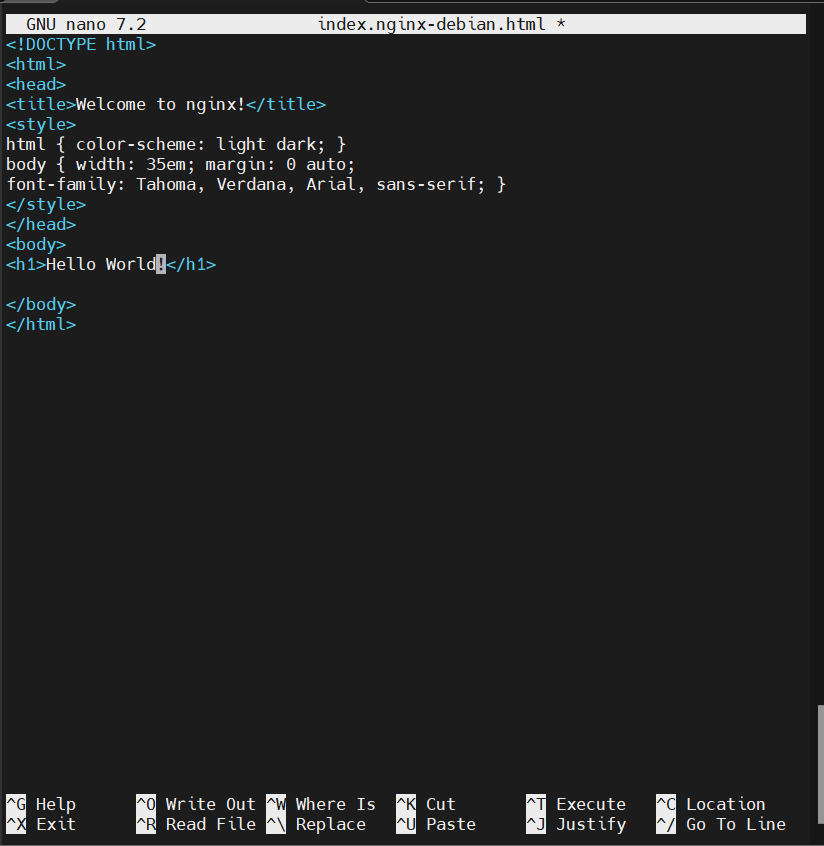 GNU nano 7.2 index.nginx-debian.html *
<!DOCTYPE html>
<html>
<head>
<title>Welcome to nginx!</title>
<style>
html { color-scheme: light dark; }
body { width: 35em; margin: 0 auto;
font-family: Tahoma, Verdana, Arial, sans-serif; }
</style>
</head>
<body>
<h1>Hello World!</h1>
</body>
</html>
^G Help ^O Write Out ^W Where Is ^K Cut ^T Execute ^C Location
^X Exit ^R Read File ^\ Replace ^U Paste ^J Justify ^/ Go To Line